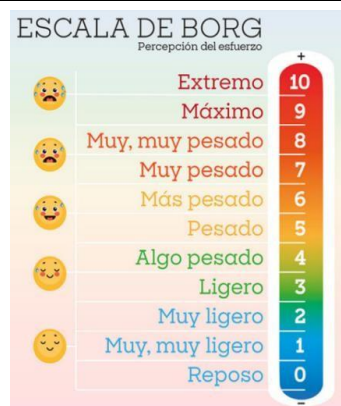 ESCALA DE BORG
Percepción del esfuerzo
+
Extremo 10
Máximo 9
Muy, muy pesado 8
Muy pesado 7
Más pesado 6
Pesado 5
Algo pesado 4
Ligero 3
Muy ligero 2
Muy, muy ligero 1
Reposo 0
-